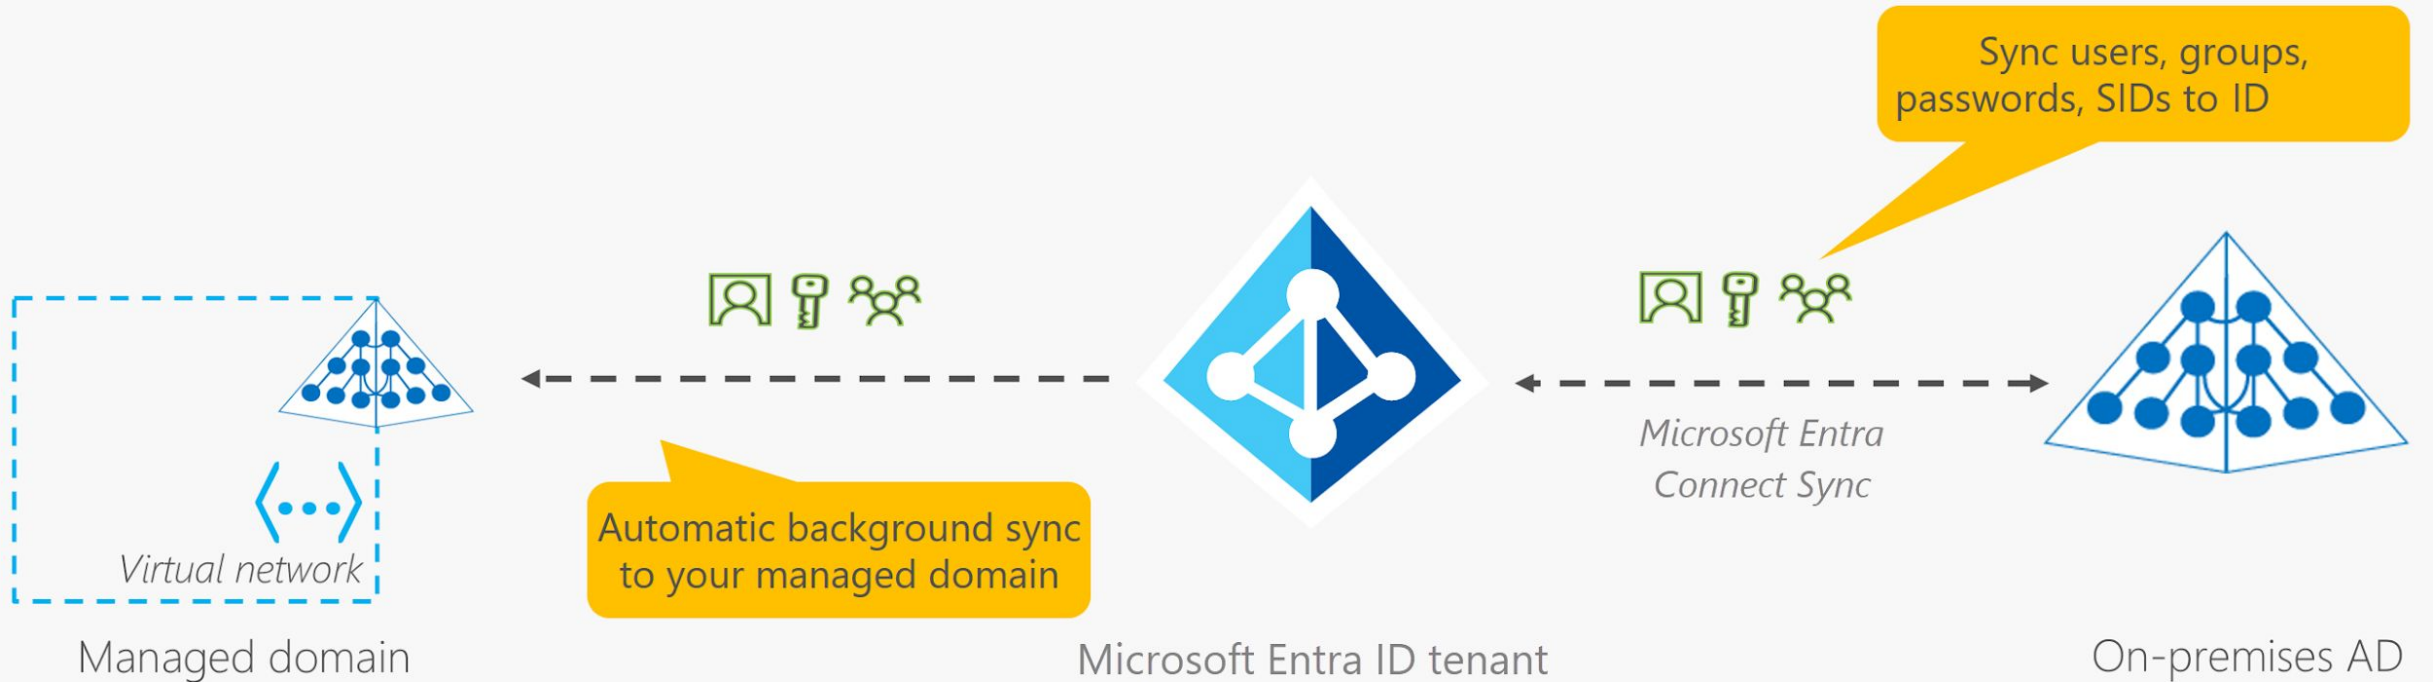 Sync users, groups,
passwords, SIDs to ID
Microsoft Entra
Connect Sync
Automatic background sync
to your managed domain
Virtual network
Managed domain
Microsoft Entra ID tenant
On-premises AD